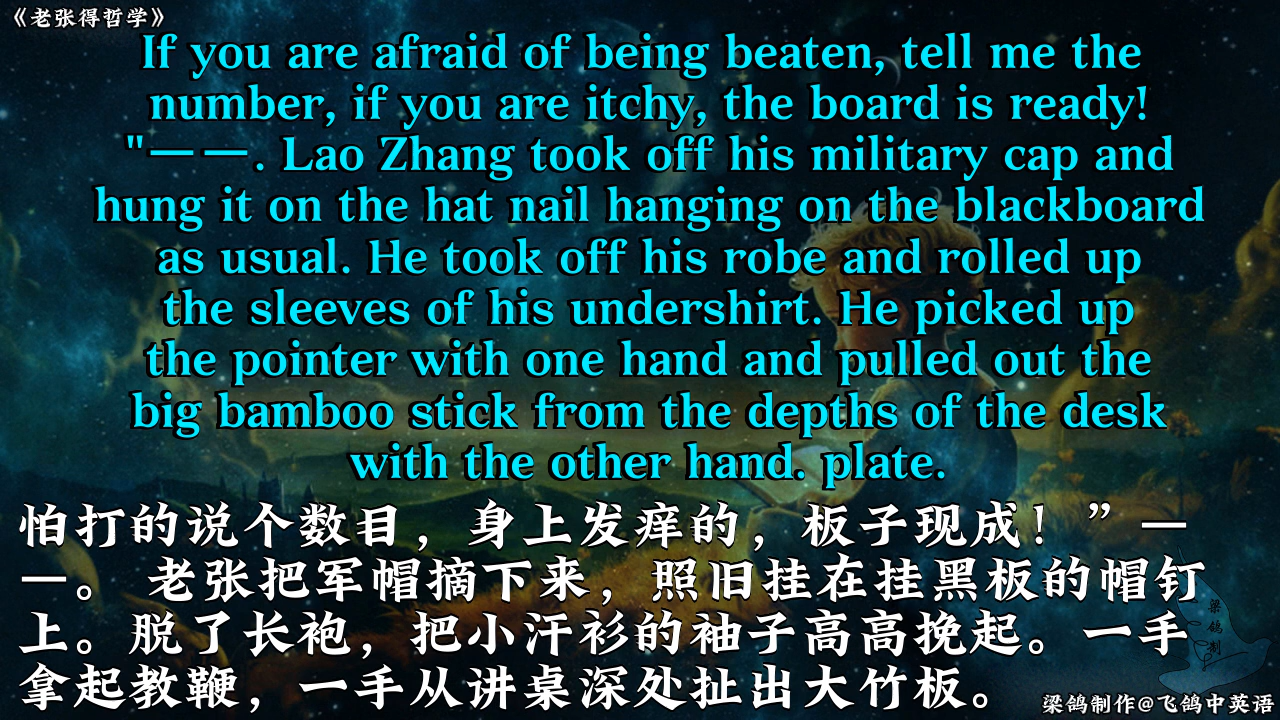 《老张得哲学》
If you are afraid of being beaten, tell me the
number, if you are itchy, the board is ready!
"——. Lao Zhang took off his military cap and
hung it on the hat nail hanging on the blackboard
as usual. He took off his robe and rolled up
the sleeves of his undershirt. He picked up
the pointer with one hand and pulled out the
big bamboo stick from the depths of the desk
with the other hand. plate.
怕打的说个数目，身上发痒的，板子现成！”—
—。 老张把军帽摘下来，照旧挂在挂黑板的帽钉
上。脱了长袍，把小汗衫的袖子高高挽起。一手
拿起教鞭，一手从讲桌深处扯出大竹板。
梁鸽制
梁鸽制作@飞鸽中英语